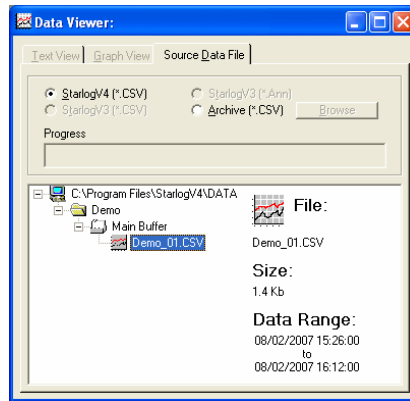 Data Viewer:
Text View Graph View Source Data File
StarlogV4 (*.CSV) StarlogV3 (*.Ann)
StarlogV3 (*.CSV) Archive (*.CSV) Browse
Progress
C:\Program Files\StarlogV4\DATA
Demo
Main Buffer
Demo_01.CSV
File:
Demo_01.CSV
Size:
1.4 Kb
Data Range:
08/02/2007 15:26:00
to
08/02/2007 16:12:00